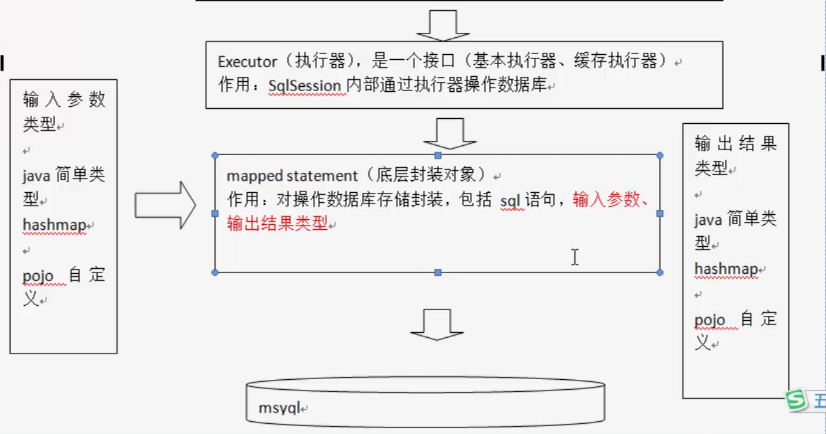 Executor（执行器），是一个接口（基本执行器、缓存执行器）
作用：SqlSession 内部通过执行器操作数据库
输入参数
类型
java 简单类
型
hashmap
pojo 自定
义
mapped statement（底层封装对象）
作用：对操作数据库存储封装，包括 sql 语句，输入参数、
输出结果类型
输出结果
类型
java 简单类
型
hashmap
pojo 自定
义
msyql
S 五